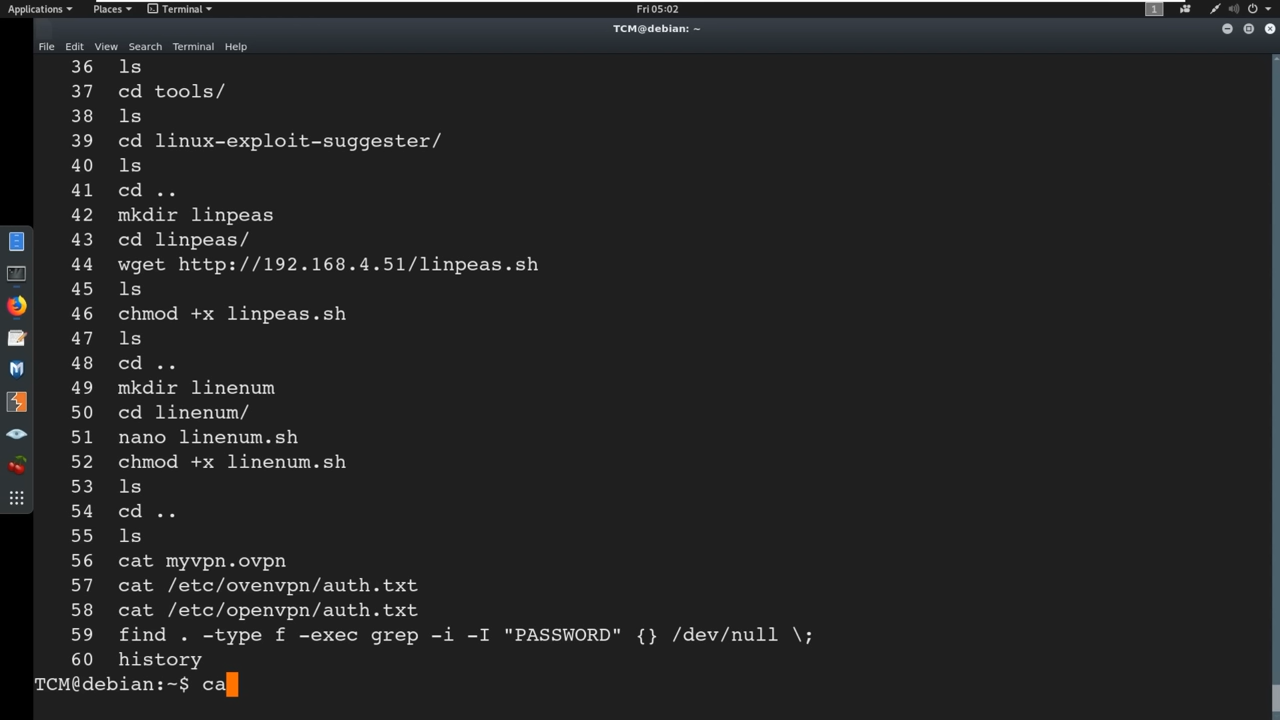 Applications Places Terminal Fri 05:02 1
TCM@debian: ~
File Edit View Search Terminal Help
36 ls
37 cd tools/
38 ls
39 cd linux-exploit-suggester/
40 ls
41 cd ..
42 mkdir linpeas
43 cd linpeas/
44 wget http://192.168.4.51/linpeas.sh
45 ls
46 chmod +x linpeas.sh
47 ls
48 cd ..
49 mkdir linenum
50 cd linenum/
51 nano linenum.sh
52 chmod +x linenum.sh
53 ls
54 cd ..
55 ls
56 cat myvpn.ovpn
57 cat /etc/ovenvpn/auth.txt
58 cat /etc/openvpn/auth.txt
59 find . -type f -exec grep -i -I "PASSWORD" {} /dev/null \;
60 history
TCM@debian:~$ ca